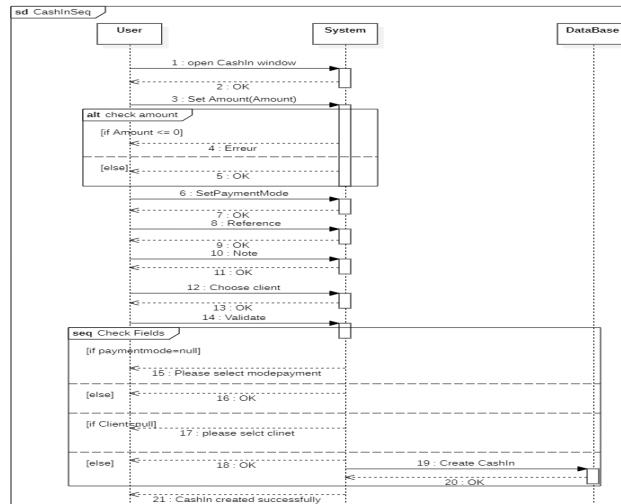 sd CashInSeq
User
System
DataBase
1 : open CashIn window
2 : OK
3 : Set Amount(Amount)
alt check amount
[if Amount <= 0]
4 : Erreur
[else]
5 : OK
6 : SetPaymentMode
7 : OK
8 : Reference
9 : OK
10 : Note
11 : OK
12 : Choose client
13 : OK
14 : Validate
seq Check Fields
[if paymentmode=null]
15 : Please select modepayment
[else]
16 : OK
[if Client=null]
17 : please selct clinet
[else]
18 : OK
19 : Create CashIn
20 : OK
21 : CashIn created successfully